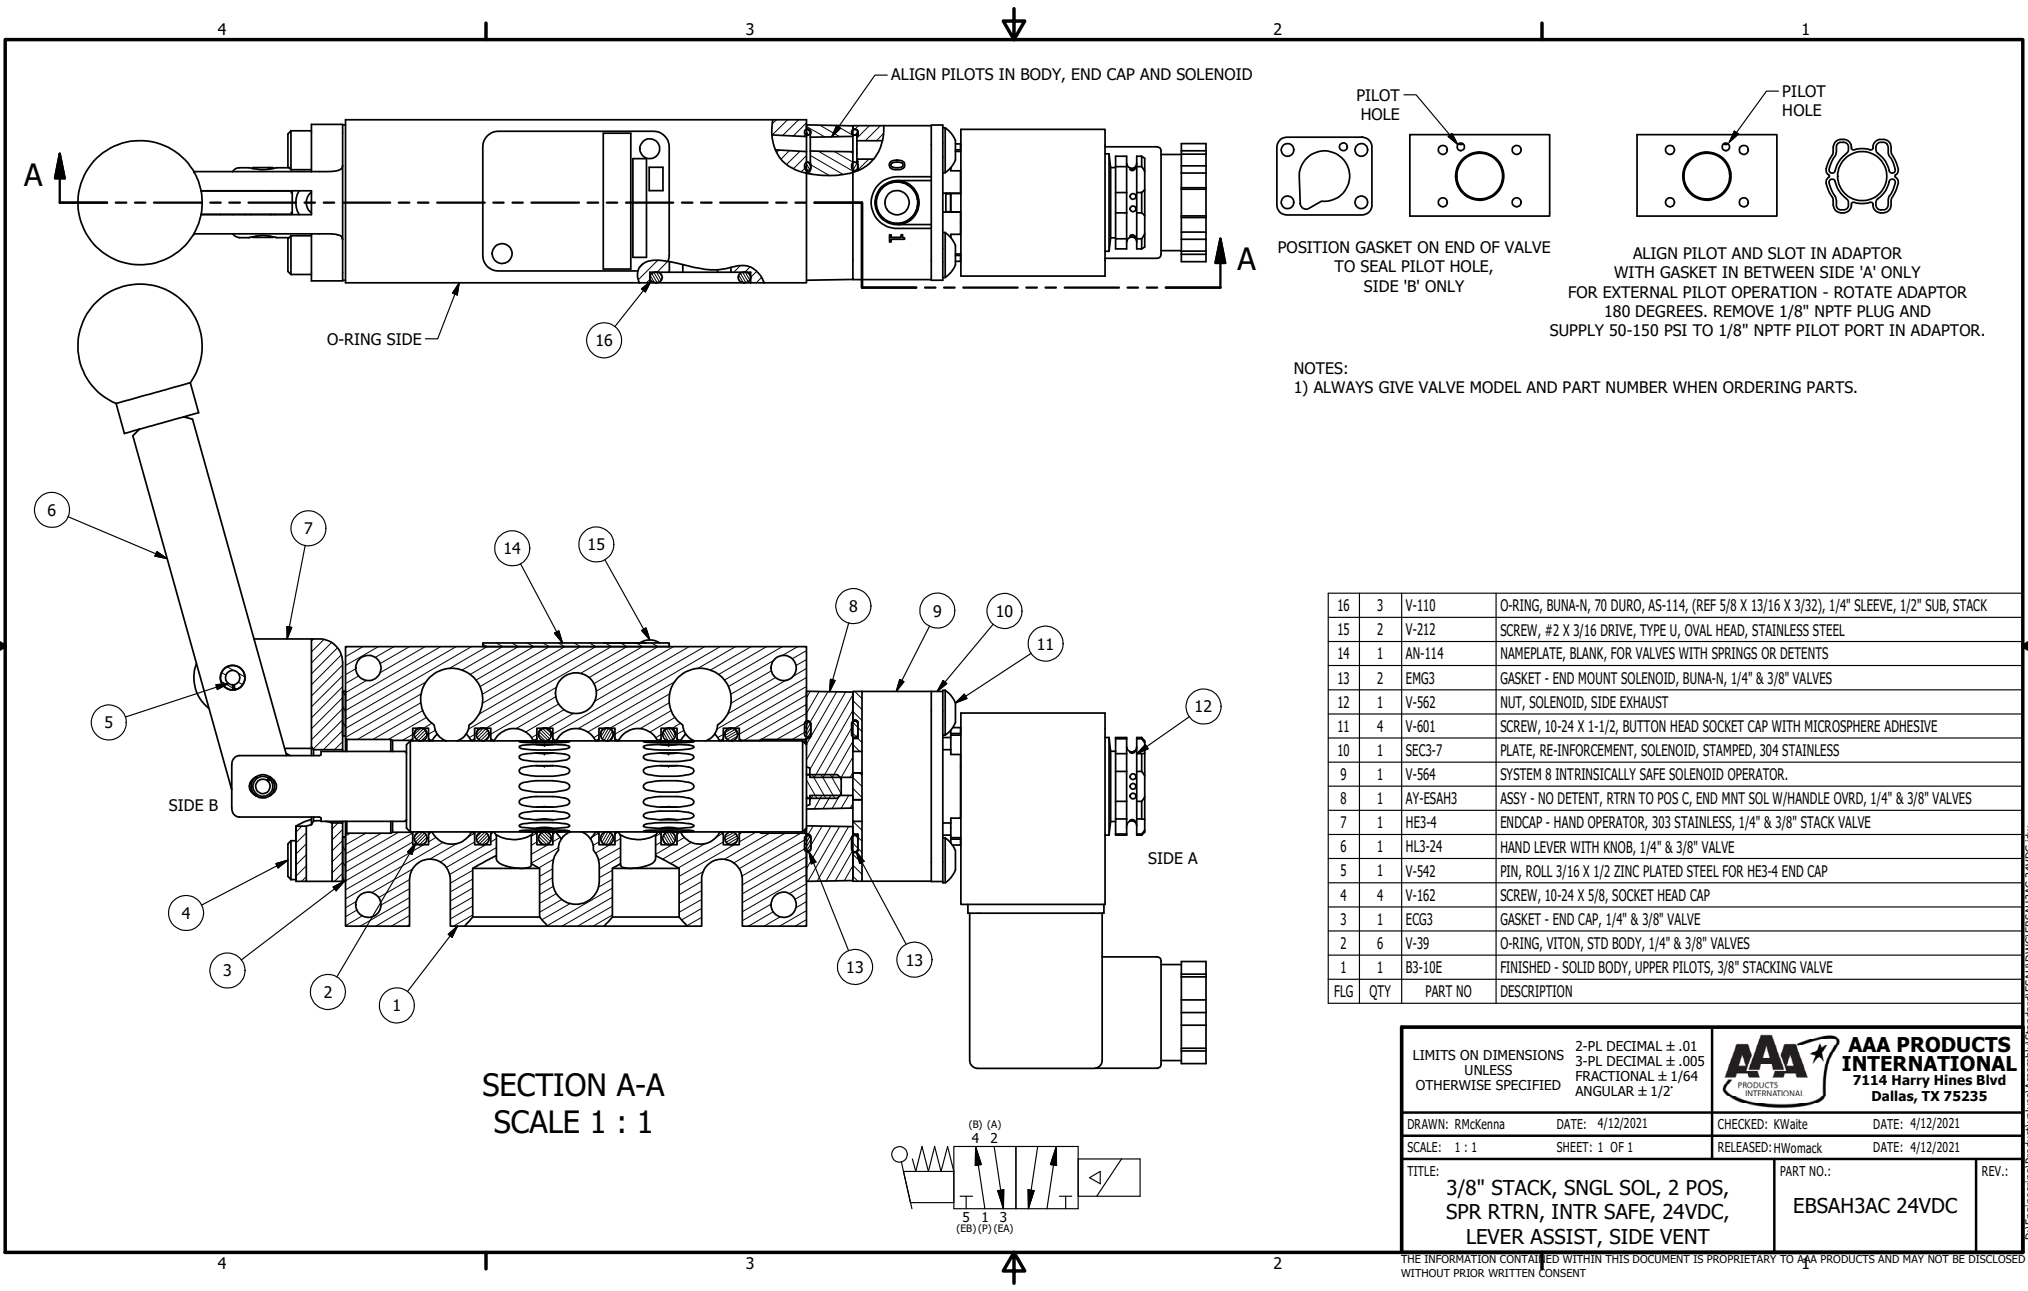 4
3
2
1
ALIGN PILOTS IN BODY, END CAP AND SOLENOID
A
A
0
1
O-RING SIDE
16
PILOT
HOLE
PILOT
HOLE
POSITION GASKET ON END OF VALVE
TO SEAL PILOT HOLE,
SIDE 'B' ONLY
ALIGN PILOT AND SLOT IN ADAPTOR
WITH GASKET IN BETWEEN SIDE 'A' ONLY
FOR EXTERNAL PILOT OPERATION - ROTATE ADAPTOR
180 DEGREES. REMOVE 1/8" NPTF PLUG AND
SUPPLY 50-150 PSI TO 1/8" NPTF PILOT PORT IN ADAPTOR.
NOTES:
1) ALWAYS GIVE VALVE MODEL AND PART NUMBER WHEN ORDERING PARTS.
6
7
14
15
8
9
10
11
12
5
SIDE B
SIDE A
4
3
2
1
13
13
SECTION A-A
SCALE 1 : 1
16 3 V-110 O-RING, BUNA-N, 70 DURO, AS-114, (REF 5/8 X 13/16 X 3/32), 1/4" SLEEVE, 1/2" SUB, STACK
15 2 V-212 SCREW, #2 X 3/16 DRIVE, TYPE U, OVAL HEAD, STAINLESS STEEL
14 1 AN-114 NAMEPLATE, BLANK, FOR VALVES WITH SPRINGS OR DETENTS
13 2 EMG3 GASKET - END MOUNT SOLENOID, BUNA-N, 1/4" & 3/8" VALVES
12 1 V-562 NUT, SOLENOID, SIDE EXHAUST
11 4 V-601 SCREW, 10-24 X 1-1/2, BUTTON HEAD SOCKET CAP WITH MICROSPHERE ADHESIVE
10 1 SEC3-7 PLATE, RE-INFORCEMENT, SOLENOID, STAMPED, 304 STAINLESS
9 1 V-564 SYSTEM 8 INTRINSICALLY SAFE SOLENOID OPERATOR.
8 1 AY-ESAH3 ASSY - NO DETENT, RTRN TO POS C, END MNT SOL W/HANDLE OVRD, 1/4" & 3/8" VALVES
7 1 HE3-4 ENDCAP - HAND OPERATOR, 303 STAINLESS, 1/4" & 3/8" STACK VALVE
6 1 HL3-24 HAND LEVER WITH KNOB, 1/4" & 3/8" VALVE
5 1 V-542 PIN, ROLL 3/16 X 1/2 ZINC PLATED STEEL FOR HE3-4 END CAP
4 4 V-162 SCREW, 10-24 X 5/8, SOCKET HEAD CAP
3 1 ECG3 GASKET - END CAP, 1/4" & 3/8" VALVE
2 6 V-39 O-RING, VITON, STD BODY, 1/4" & 3/8" VALVES
1 1 B3-10E FINISHED - SOLID BODY, UPPER PILOTS, 3/8" STACKING VALVE
FLG QTY PART NO DESCRIPTION
(B) (A)
4 2
5 1 3
(EB) (P) (EA)
LIMITS ON DIMENSIONS
UNLESS
OTHERWISE SPECIFIED
2-PL DECIMAL ± .01
3-PL DECIMAL ± .005
FRACTIONAL ± 1/64
ANGULAR ± 1/2°
AAA
PRODUCTS
INTERNATIONAL
AAA PRODUCTS
INTERNATIONAL
7114 Harry Hines Blvd
Dallas, TX 75235
DRAWN: RMcKenna DATE: 4/12/2021 CHECKED: KWaite DATE: 4/12/2021
SCALE: 1 : 1 SHEET: 1 OF 1 RELEASED: HWomack DATE: 4/12/2021
TITLE:
3/8" STACK, SNGL SOL, 2 POS,
SPR RTRN, INTR SAFE, 24VDC,
LEVER ASSIST, SIDE VENT
PART NO.:
EBSAH3AC 24VDC
REV.:
4
3
2
1
THE INFORMATION CONTAINED WITHIN THIS DOCUMENT IS PROPRIETARY TO AAA PRODUCTS AND MAY NOT BE DISCLOSED
WITHOUT PRIOR WRITTEN CONSENT